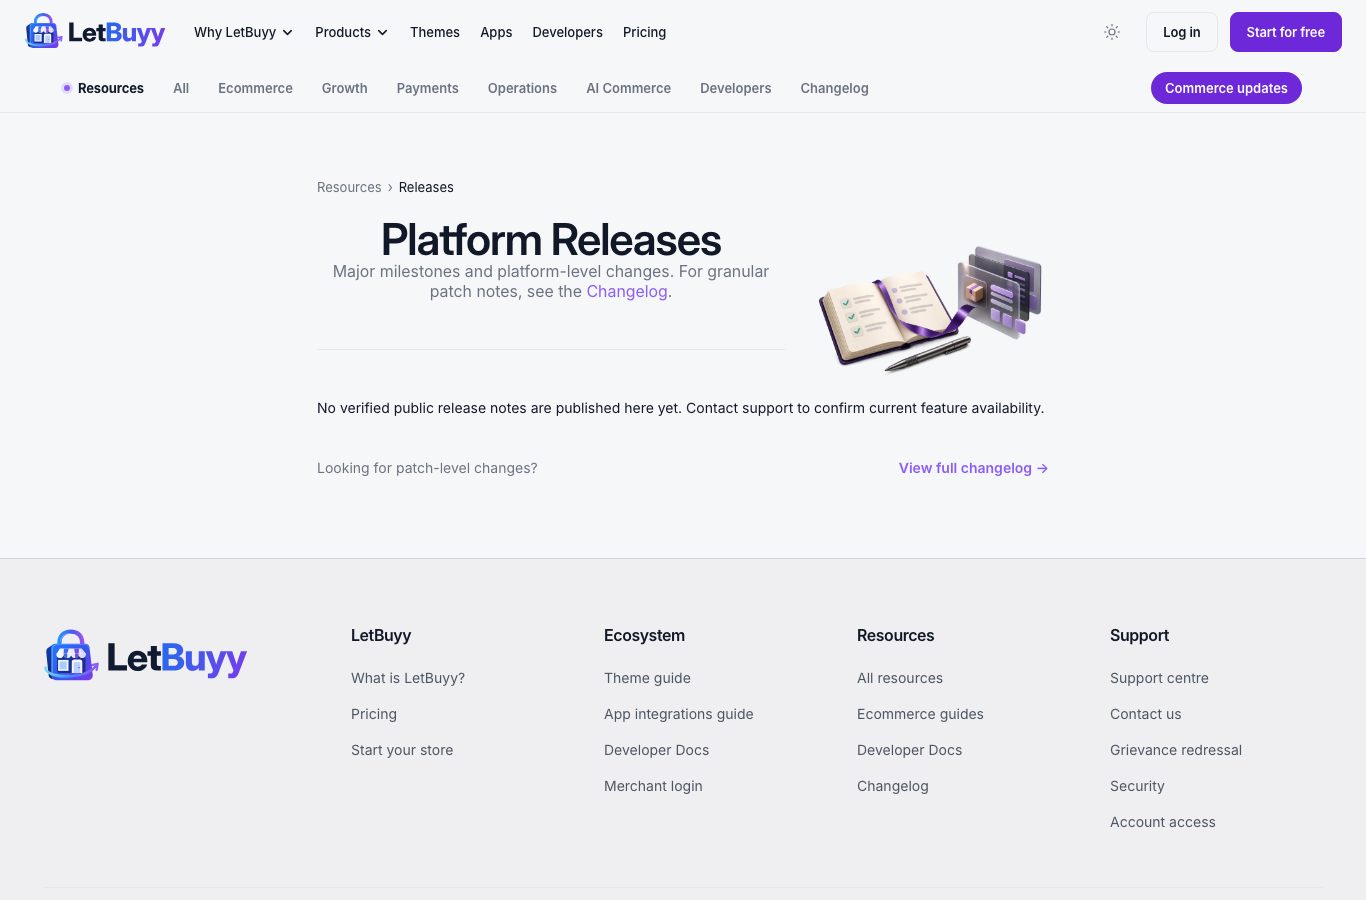 LetBuyy
Why LetBuyy
Products
Themes
Apps
Developers
Pricing
Log in
Start for free
Resources
All
Ecommerce
Growth
Payments
Operations
AI Commerce
Developers
Changelog
Commerce updates
Resources › Releases
Platform Releases
Major milestones and platform-level changes. For granular
patch notes, see the Changelog.
No verified public release notes are published here yet. Contact support to confirm current feature availability.
Looking for patch-level changes?
View full changelog →
LetBuyy
LetBuyy
What is LetBuyy?
Pricing
Start your store
Ecosystem
Theme guide
App integrations guide
Developer Docs
Merchant login
Resources
All resources
Ecommerce guides
Developer Docs
Changelog
Support
Support centre
Contact us
Grievance redressal
Security
Account access